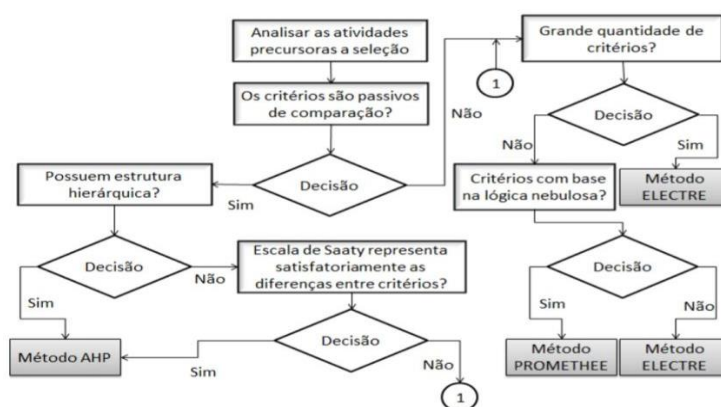 Analisar as atividades
precursoras a seleção
Grande quantidade de
critérios?
1
Os critérios são passivos
de comparação?
Não
Decisão
Não
Sim
Possuem estrutura
hierárquica?
Sim
Decisão
Critérios com base
na lógica nebulosa?
Método
ELECTRE
Decisão
Não
Escala de Saaty representa
satisfatoriamente as
diferenças entre critérios?
Decisão
Sim
Sim
Não
Método AHP
Sim
Decisão
Não
Método
PROMETHEE
Método
ELECTRE
1